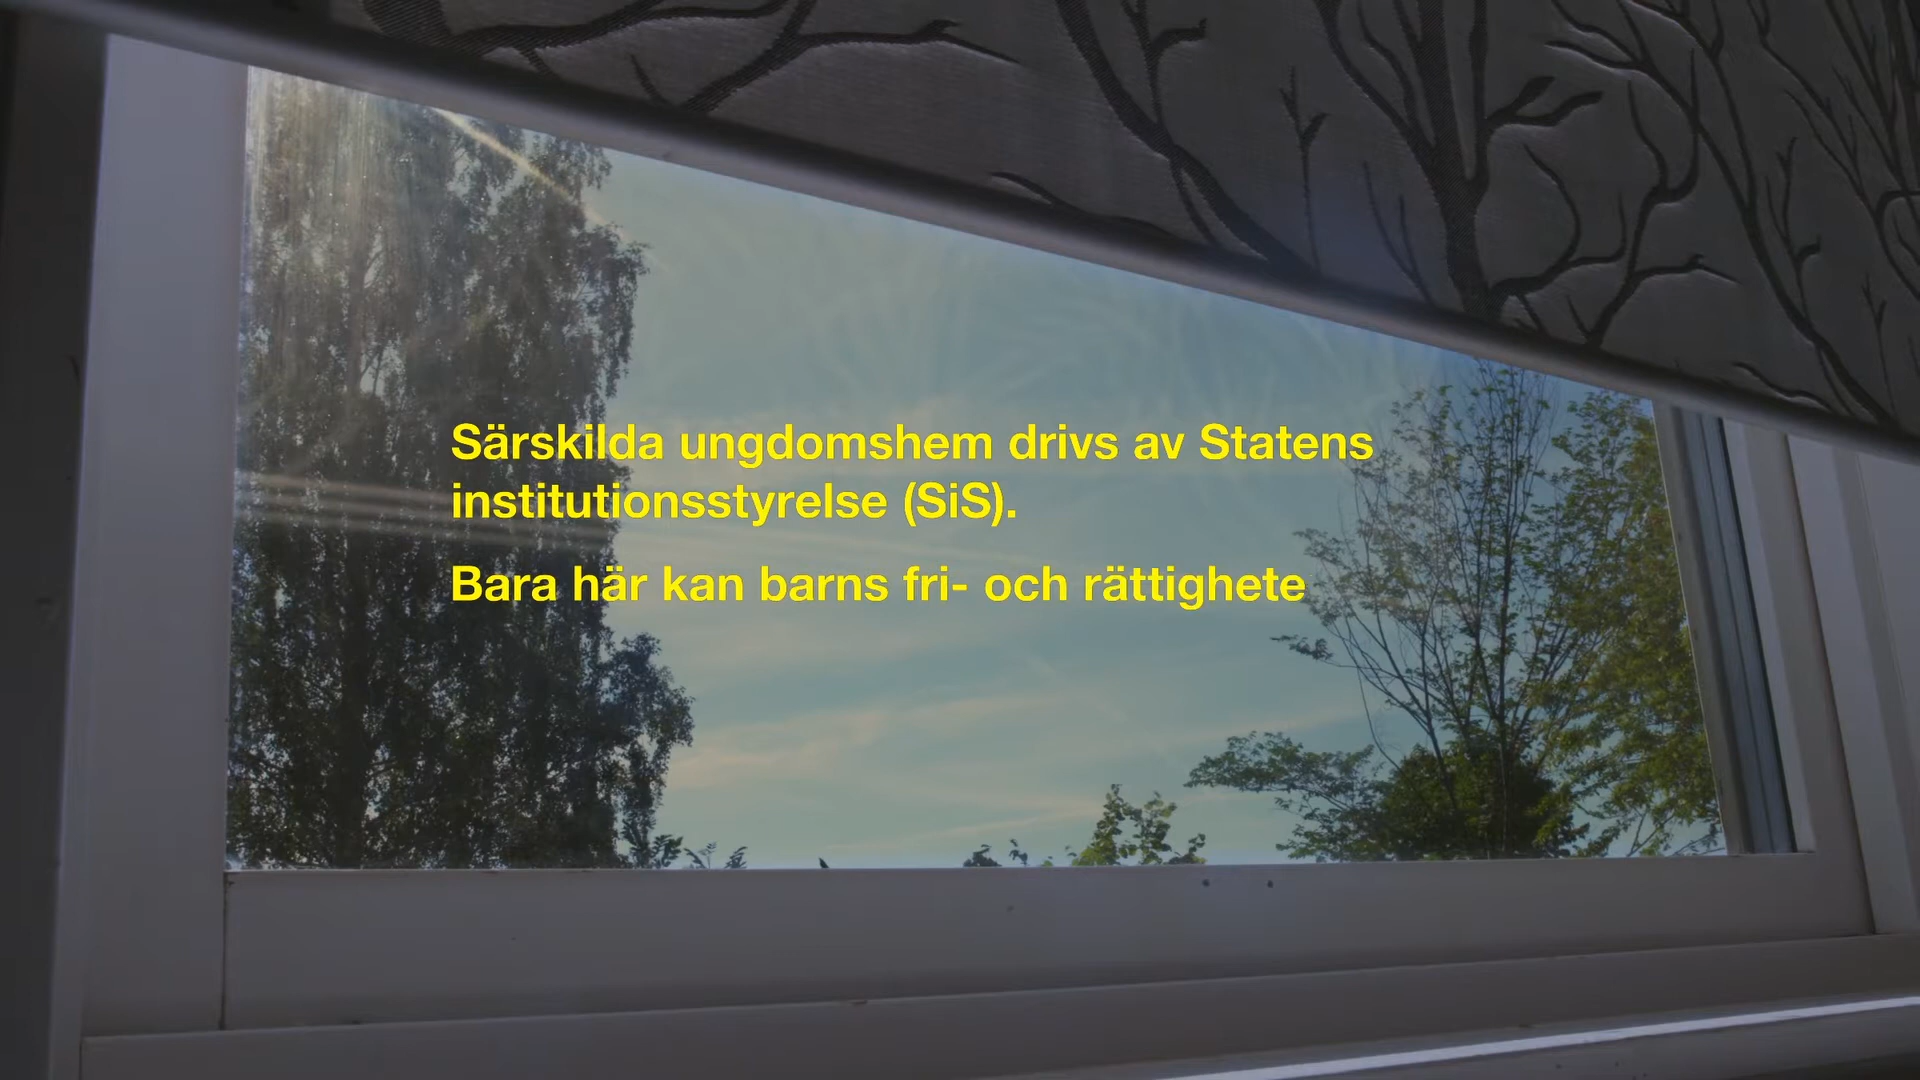 Särskilda ungdomshem drivs av Statens
institutionsstyrelse (SiS).
Bara här kan barns fri- och rättighete